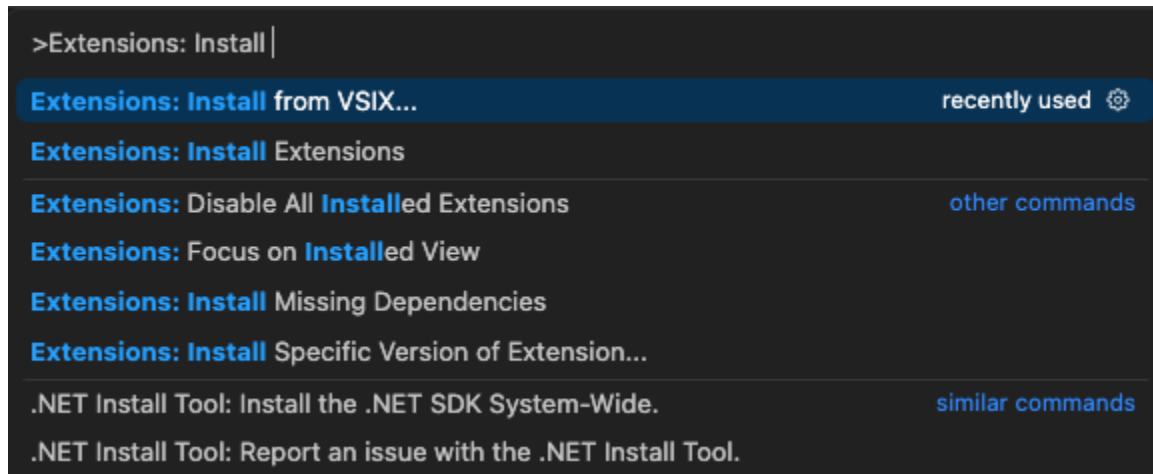 >Extensions: Install
Extensions: Install from VSIX... recently used
Extensions: Install Extensions
Extensions: Disable All Installed Extensions other commands
Extensions: Focus on Installed View
Extensions: Install Missing Dependencies
Extensions: Install Specific Version of Extension...
.NET Install Tool: Install the .NET SDK System-Wide. similar commands
.NET Install Tool: Report an issue with the .NET Install Tool.